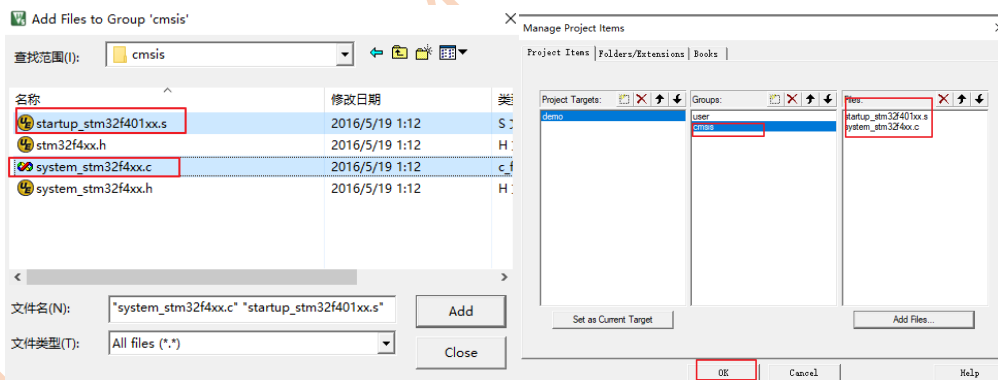 Add Files to Group 'cmsis'
查找范围(I):
cmsis
名称
修改日期
startup_stm32f401xx.s
2016/5/19 1:12
S
stm32f4xx.h
2016/5/19 1:12
H
system_stm32f4xx.c
2016/5/19 1:12
c_f
system_stm32f4xx.h
2016/5/19 1:12
H
文件名(N):
"system_stm32f4xx.c" "startup_stm32f401xx.s"
Add
文件类型(T):
All files (*.*)
Close
Manage Project Items
Project Items
Folders/Extensions
Books
Project Targets:
Groups:
Files:
demo
user
cmsis
startup_stm32f401xx.s
system_stm32f4xx.c
Set as Current Target
Add Files...
OK
Cancel
Help